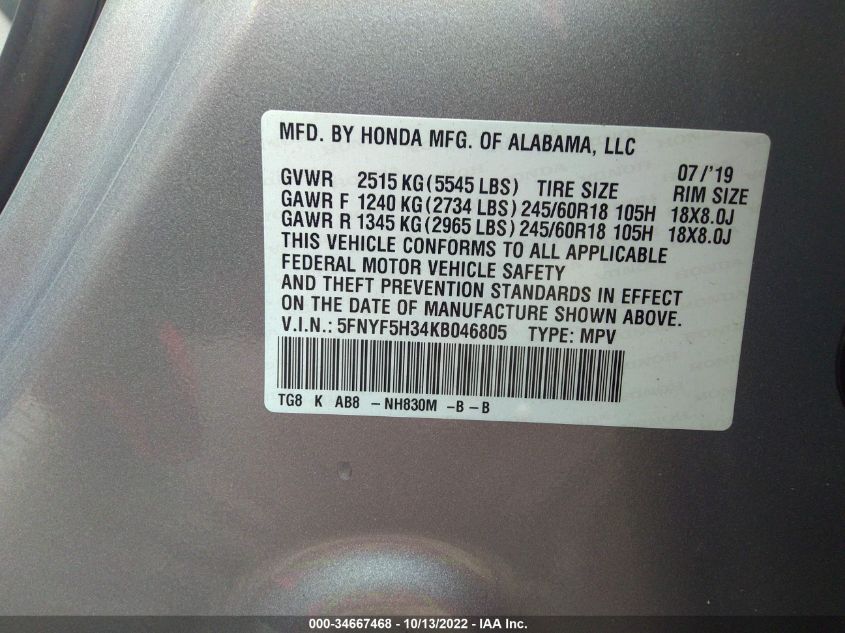 MFD. BY HONDA MFG. OF ALABAMA, LLC
07/'19
GVWR 2515 KG (5545 LBS) TIRE SIZE RIM SIZE
GAWR F 1240 KG (2734 LBS) 245/60R18 105H 18X8.0J
GAWR R 1345 KG (2965 LBS) 245/60R18 105H 18X8.0J
THIS VEHICLE CONFORMS TO ALL APPLICABLE
FEDERAL MOTOR VEHICLE SAFETY
AND THEFT PREVENTION STANDARDS IN EFFECT
ON THE DATE OF MANUFACTURE SHOWN ABOVE.
V.I.N.: 5FNYF5H34KB046805 TYPE: MPV
TG8 K AB8 -NH830M -B -B
000-34667468 - 10/13/2022 - IAA Inc.